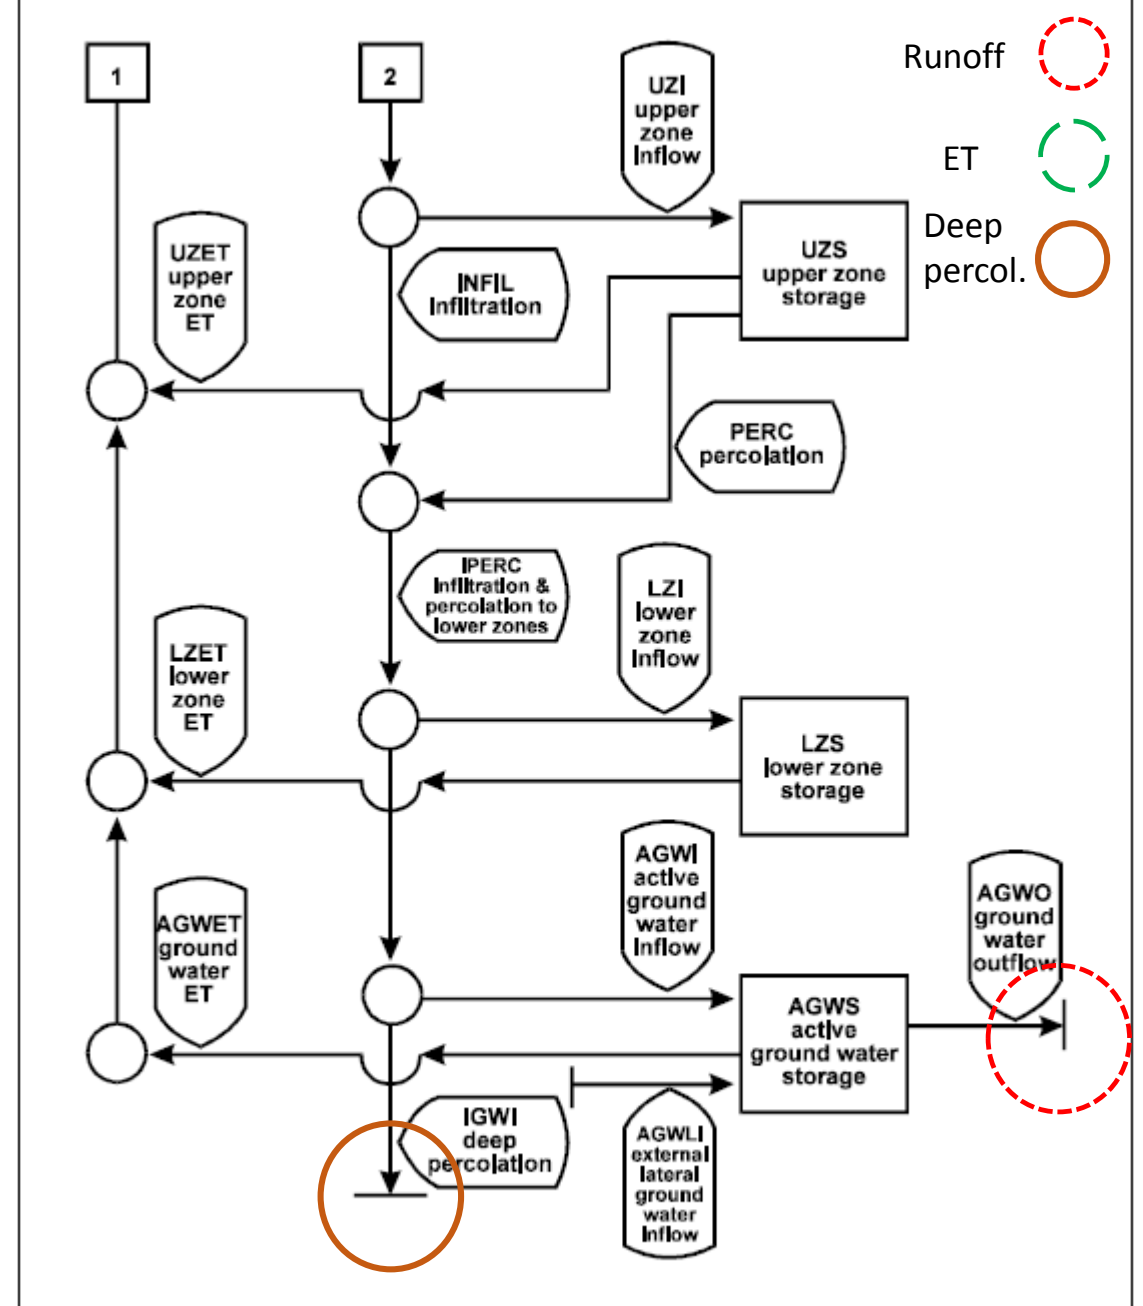 Runoff
ET
Deep
percol.
1
2
UZI
upper
zone
Inflow
UZET
upper
zone
ET
INFIL
Infiltration
UZS
upper zone
storage
PERC
percolation
IPERC
Infiltration &
percolation to
lower zones
LZI
lower
zone
Inflow
LZET
lower
zone
ET
LZS
lower zone
storage
AGWI
active
ground
water
Inflow
AGWO
ground
water
outflow
AGWET
ground
water
ET
AGWS
active
ground water
storage
IGWI
deep
percolation
AGWLI
external
lateral
ground
water
Inflow